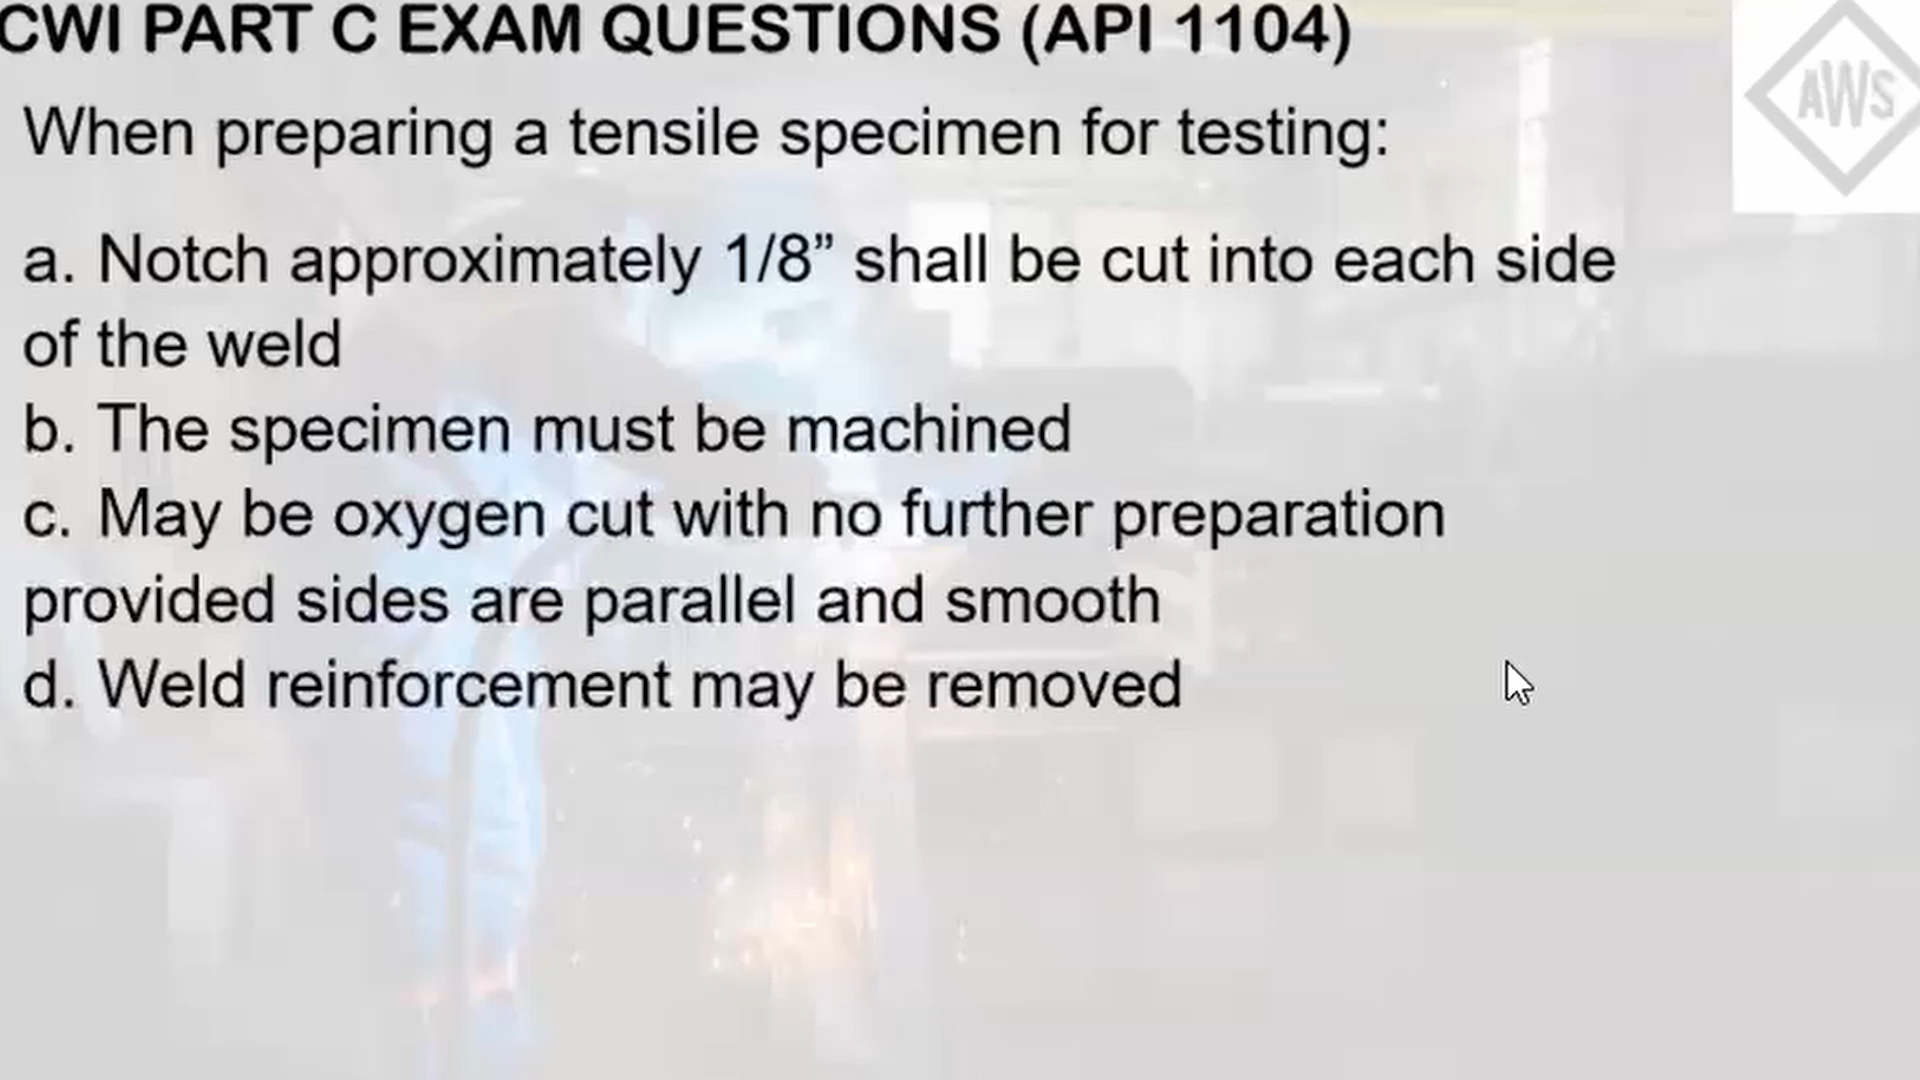 CWI PART C EXAM QUESTIONS (API 1104)
AWS
When preparing a tensile specimen for testing:
a. Notch approximately 1/8” shall be cut into each side
of the weld
b. The specimen must be machined
c. May be oxygen cut with no further preparation
provided sides are parallel and smooth
d. Weld reinforcement may be removed